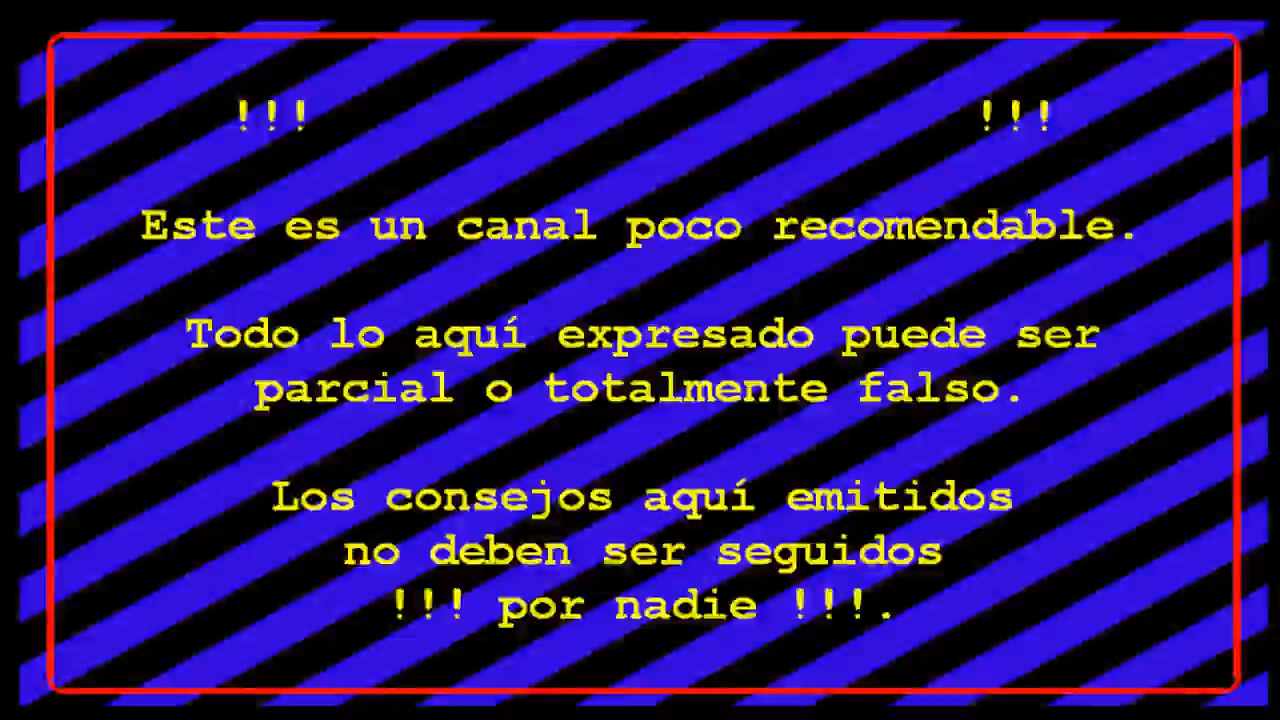 !!! !!!
Este es un canal poco recomendable.
Todo lo aquí expresado puede ser
parcial o totalmente falso.
Los consejos aquí emitidos
no deben ser seguidos
!!! por nadie !!!.